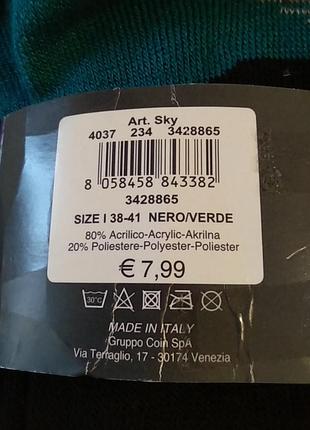 Art. Sky
4037 234 3428865
8 058458 843382
3428865
SIZE I 38-41 NERO/VERDE
80% Acrilico-Acrylic-Akrilna
20% Poliestere-Polyester-Poliester
€ 7,99
30°C
MADE IN ITALY
Gruppo Coin SpA
Via Terraglio, 17 - 30174 Venezia